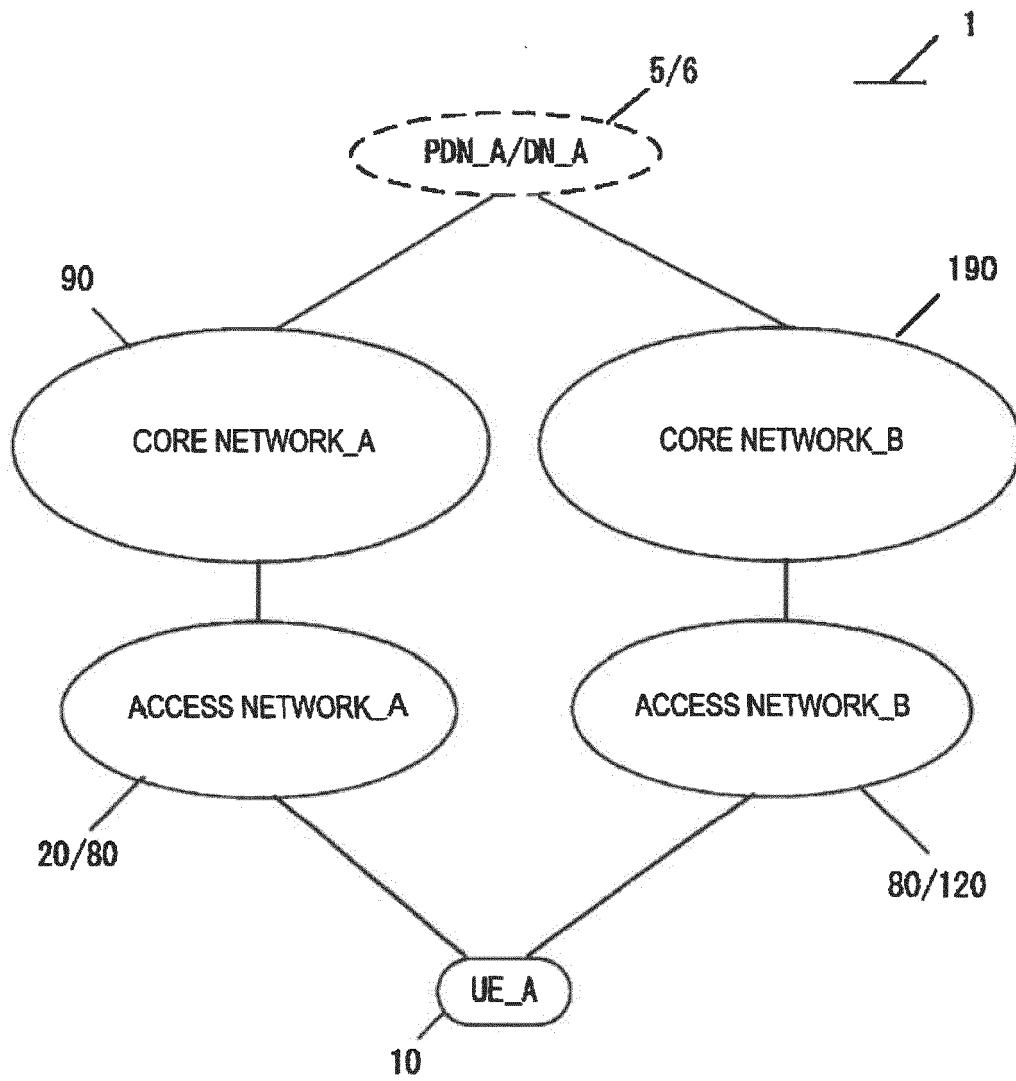 1
5/6
PDN_A/DN_A
90
190
CORE NETWORK_A
CORE NETWORK_B
ACCESS NETWORK_A
ACCESS NETWORK_B
20/80
80/120
UE_A
10